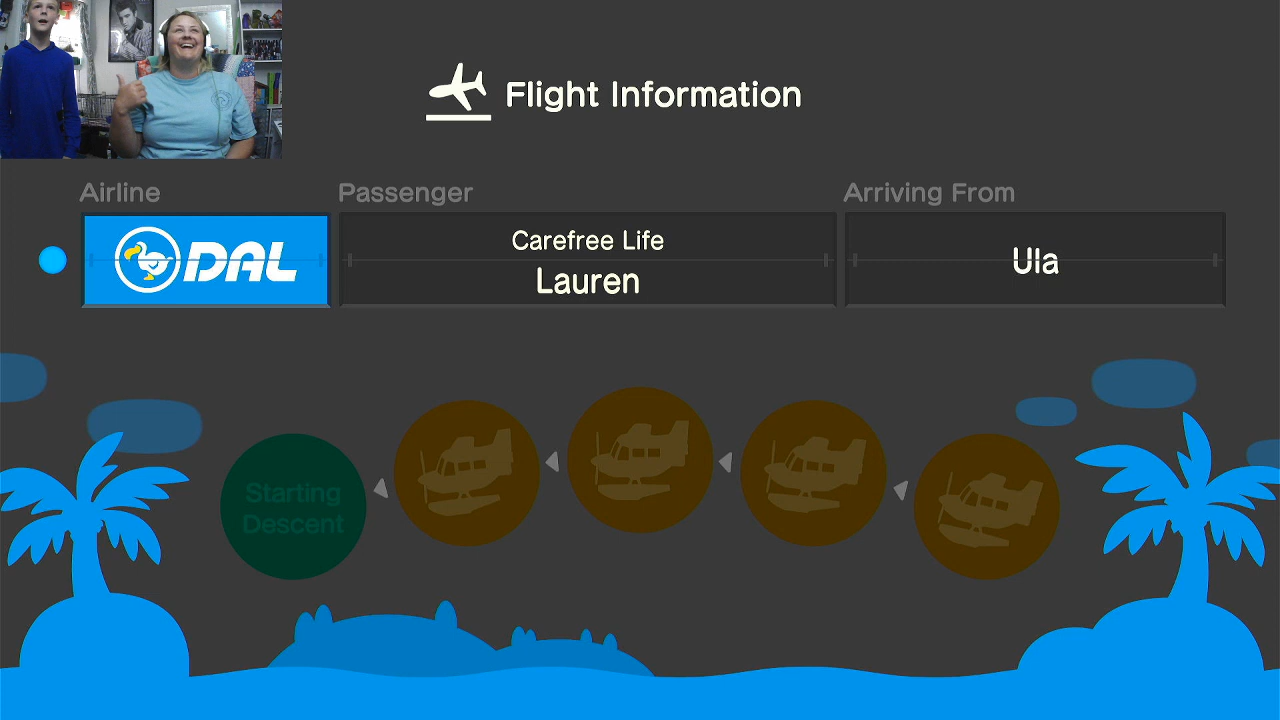 Flight Information
Airline
Passenger
Arriving From
DAL
Carefree Life
Lauren
Ula
Starting
Descent